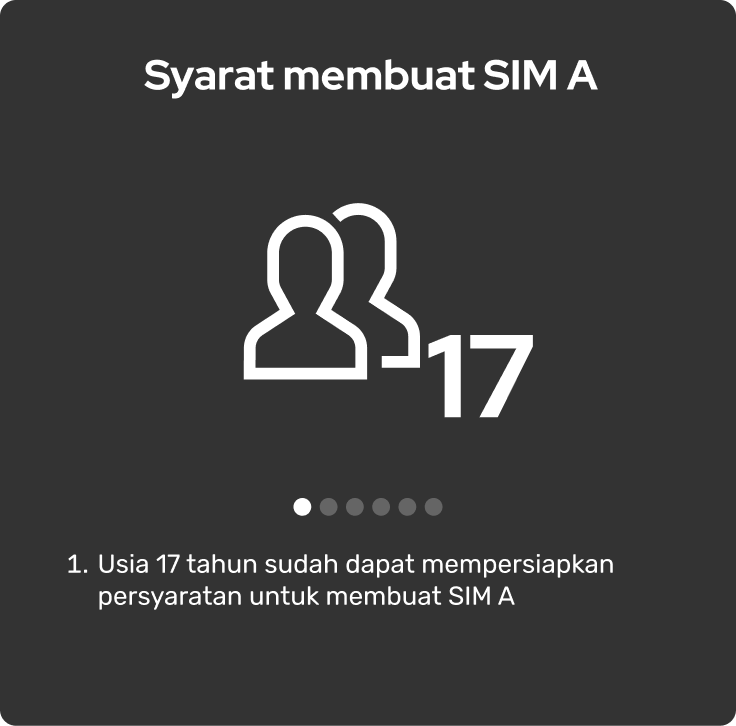 Syarat membuat SIM A
17
1. Usia 17 tahun sudah dapat mempersiapkan
persyaratan untuk membuat SIM A